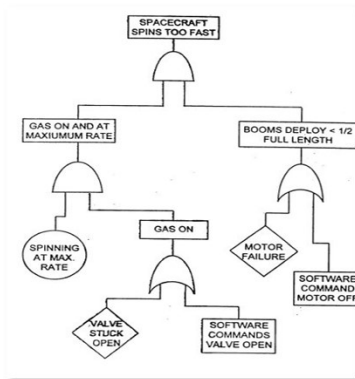 SPACECRAFT
SPINS TOO FAST
GAS ON AND AT
MAXIUMUM RATE
BOOMS DEPLOY < 1/2
FULL LENGTH
SPINNING
AT MAX.
RATE
GAS ON
MOTOR
FAILURE
SOFTWARE
COMMAND
MOTOR OFF
VALVE
STUCK
OPEN
SOFTWARE
COMMANDS
VALVE OPEN